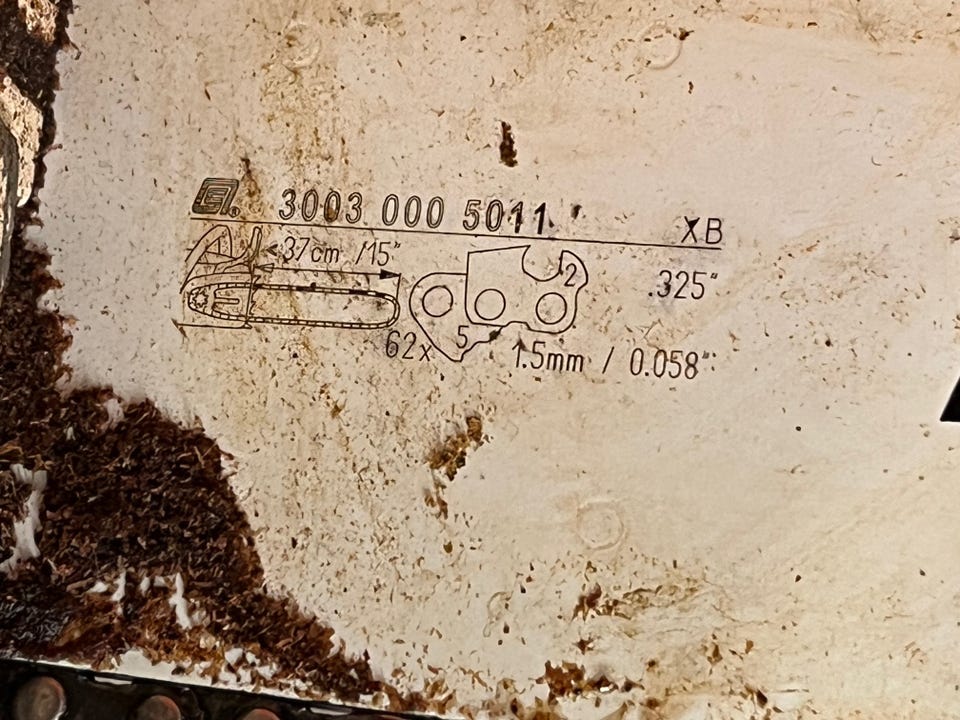 3003 000 5011 XB
37cm /15"
2
.325"
62x
5
1.5mm / 0.058"